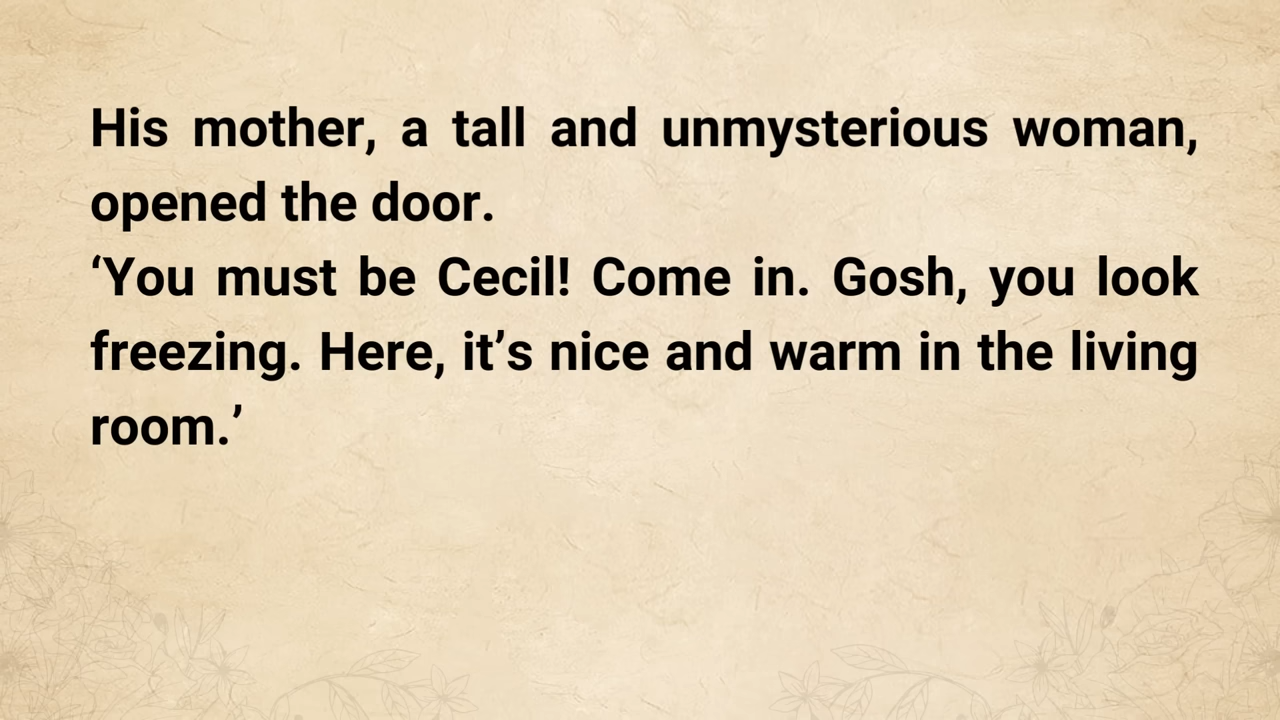 His mother, a tall and unmysterious woman,
opened the door.
‘You must be Cecil! Come in. Gosh, you look
freezing. Here, it’s nice and warm in the living
room.’